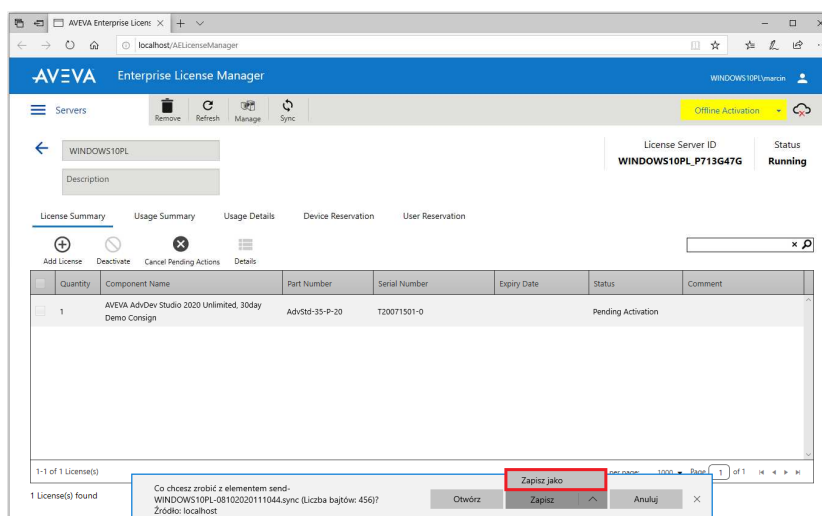 AVEVA Enterprise Licens
localhost/AELicenseManager
AVEVA Enterprise License Manager
WINDOWS10PL\marcin
Servers
Remove Refresh Manage Sync
Offline Activation
WINDOWS10PL
License Server ID Status
WINDOWS10PL_P713G47G Running
Description
License Summary Usage Summary Usage Details Device Reservation User Reservation
Add License Deactivate Cancel Pending Actions Details
Quantity Component Name Part Number Serial Number Expiry Date Status Comment
1 AVEVA AdvDev Studio 2020 Unlimited, 30day AdvStd-35-P-20 T20071501-0 Pending Activation
Demo Consign
1-1 of 1 License(s) per page: 1000 Page 1 of 1
1 License(s) found
Zapisz jako
Co chcesz zrobić z elementem send-
WINDOWS10PL-08102020111044.sync (Liczba bajtów: 456)? Otwórz Zapisz Anuluj
Źródło: localhost